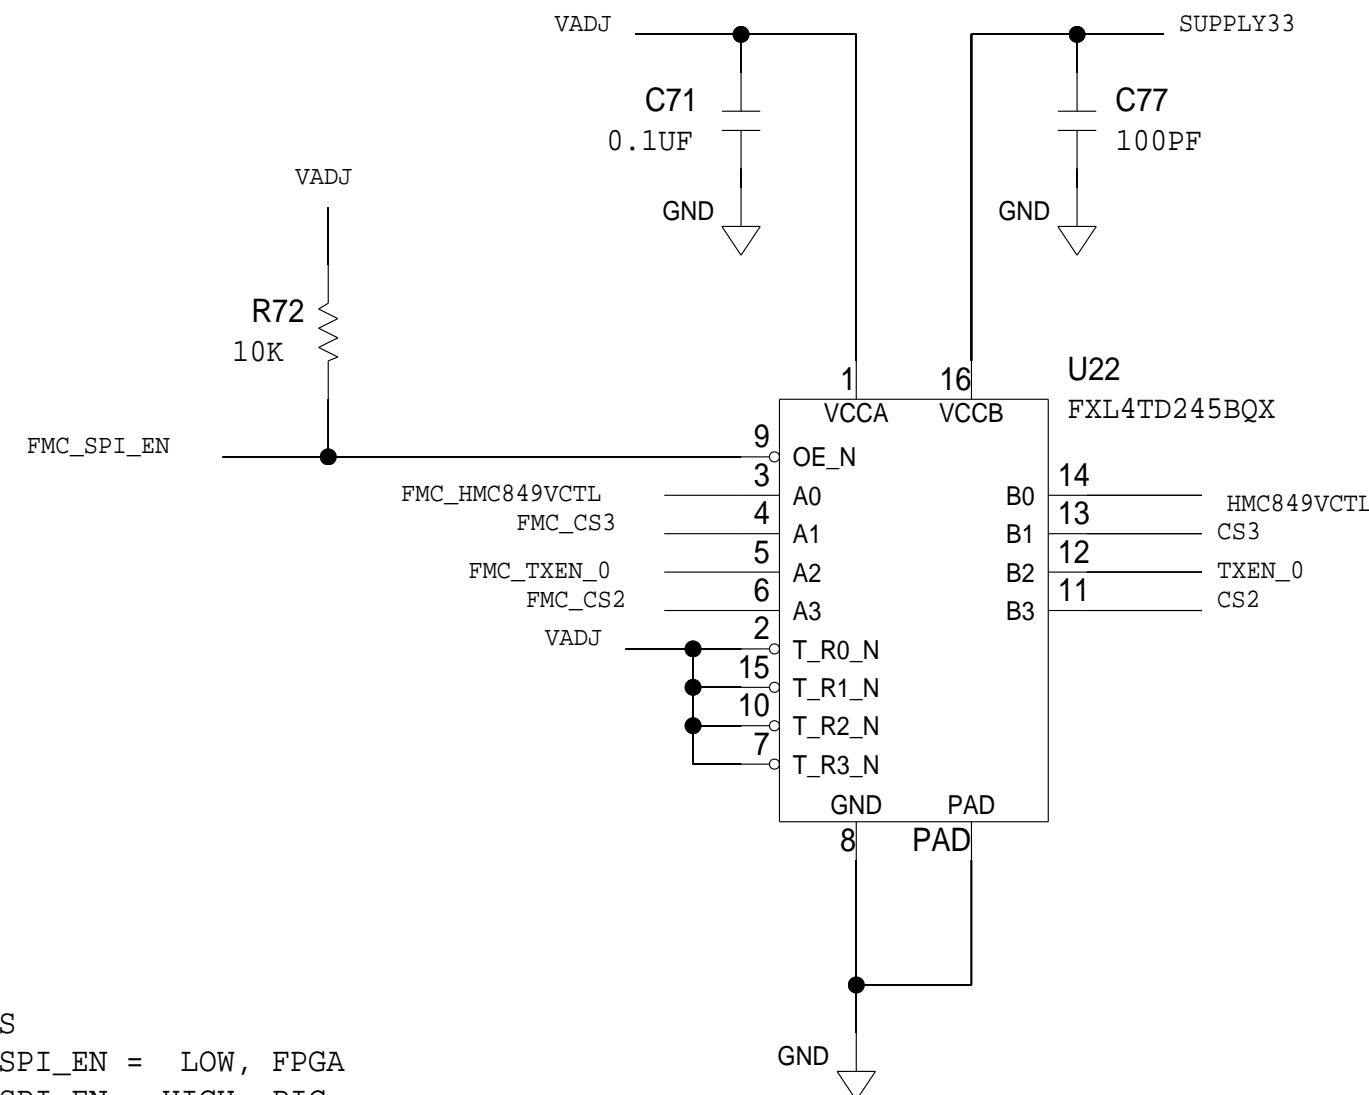 VADJ
SUPPLY33
C71
0.1UF
C77
100PF
VADJ
GND
GND
R72
10K
1
16
U22
FXL4TD245BQX
VCCA
VCCB
FMC_SPI_EN
9
OE_N
FMC_HMC849VCTL
3
A0
B0
14
HMC849VCTL
FMC_CS3
4
A1
B1
13
CS3
FMC_TXEN_0
5
A2
B2
12
TXEN_0
FMC_CS2
6
A3
B3
11
CS2
VADJ
2
T_R0_N
15
T_R1_N
10
T_R2_N
7
T_R3_N
GND
PAD
8
PAD
S
SPI_EN = LOW, FPGA
GND